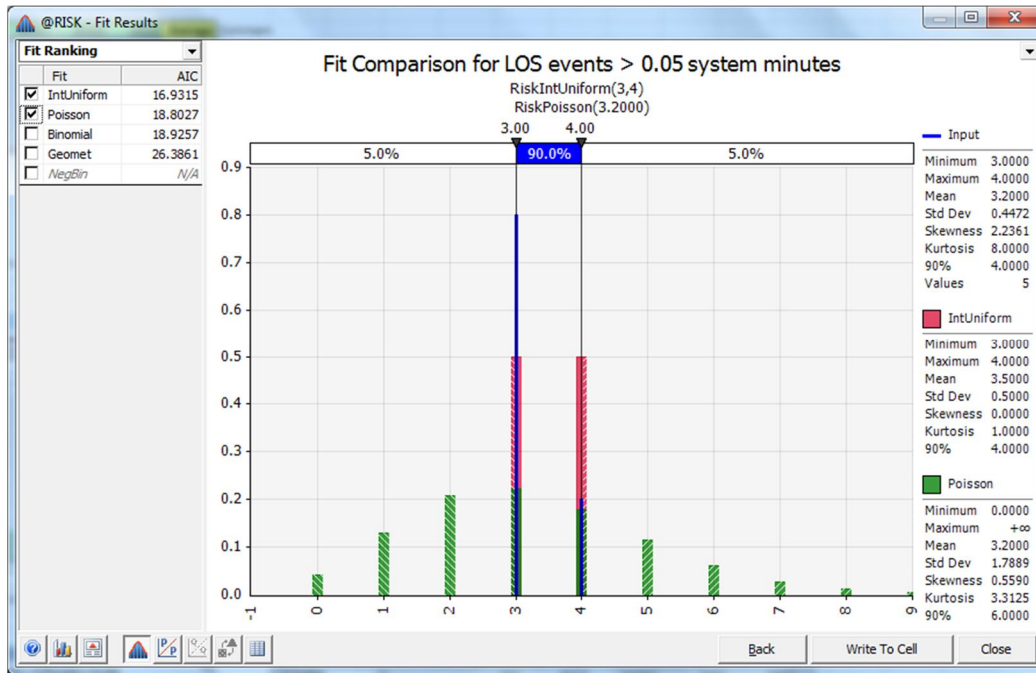 @RISK - Fit Results
Fit Ranking
Fit AIC
IntUniform 16.9315
Poisson 18.8027
Binomial 18.9257
Geomet 26.3861
NegBin N/A
Fit Comparison for LOS events > 0.05 system minutes
RiskIntUniform(3,4)
RiskPoisson(3.2000)
3.00 4.00
5.0% 90.0% 5.0%
0.9
0.8
0.7
0.6
0.5
0.4
0.3
0.2
0.1
0.0
-1 0 1 2 3 4 5 6 7 8 9
Input
Minimum 3.0000
Maximum 4.0000
Mean 3.2000
Std Dev 0.4472
Skewness 2.2361
Kurtosis 8.0000
90% 4.0000
Values 5
IntUniform
Minimum 3.0000
Maximum 4.0000
Mean 3.5000
Std Dev 0.5000
Skewness 0.0000
Kurtosis 1.0000
90% 4.0000
Poisson
Minimum 0.0000
Maximum +∞
Mean 3.2000
Std Dev 1.7889
Skewness 0.5590
Kurtosis 3.3125
90% 6.0000
Back Write To Cell Close